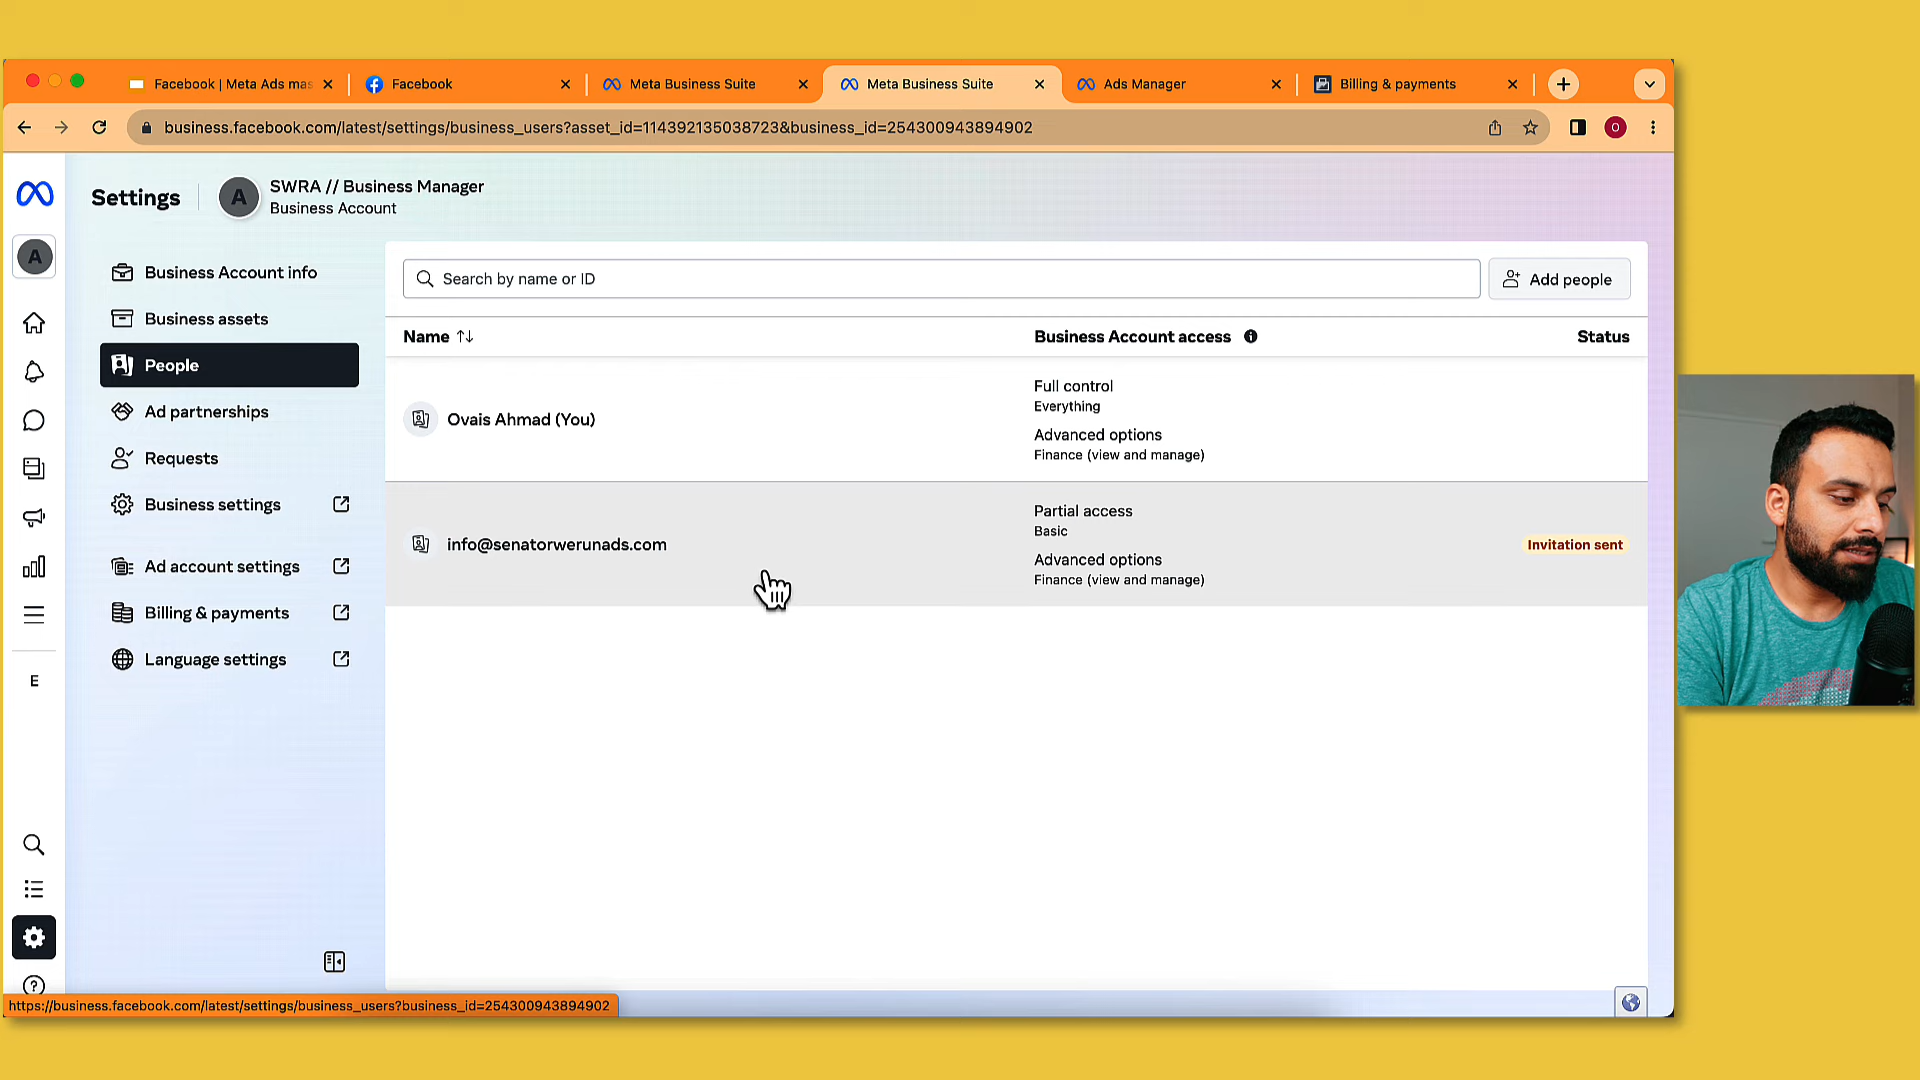 Facebook | Meta Ads mas
Facebook
Meta Business Suite
Meta Business Suite
Ads Manager
Billing & payments
business.facebook.com/latest/settings/business_users?asset_id=114392135038723&business_id=254300943894902
O
Settings
A
SWRA // Business Manager
Business Account
A
E
Business Account info
Business assets
People
Ad partnerships
Requests
Business settings
Ad account settings
Billing & payments
Language settings
Search by name or ID
Add people
Name
Business Account access
Status
Ovais Ahmad (You)
Full control
Everything
Advanced options
Finance (view and manage)
info@senatorwerunads.com
Partial access
Basic
Advanced options
Finance (view and manage)
Invitation sent
https://business.facebook.com/latest/settings/business_users?business_id=254300943894902